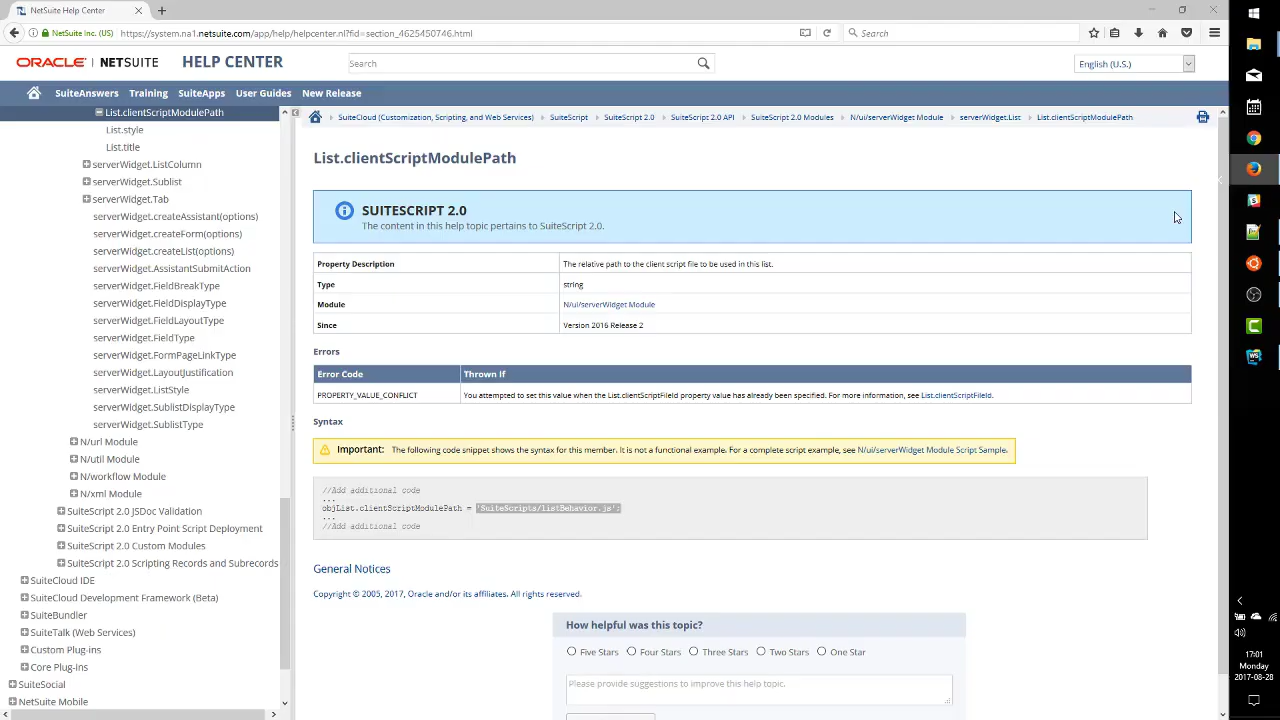 NetSuite Help Center
NetSuite Inc. (US)
https://system.na1.netsuite.com/app/help/helpcenter.nl?fid=section_4625450746.html
Search
ORACLE | NETSUITE
HELP CENTER
Search
English (U.S.)
SuiteAnswers
Training
SuiteApps
User Guides
New Release
List.clientScriptModulePath
List.style
List.title
serverWidget.ListColumn
serverWidget.Sublist
serverWidget.Tab
serverWidget.createAssistant(options)
serverWidget.createForm(options)
serverWidget.createList(options)
serverWidget.AssistantSubmitAction
serverWidget.FieldBreakType
serverWidget.FieldDisplayType
serverWidget.FieldLayoutType
serverWidget.FieldType
serverWidget.FormPageLinkType
serverWidget.LayoutJustification
serverWidget.ListStyle
serverWidget.SublistDisplayType
serverWidget.SublistType
N/url Module
N/util Module
N/workflow Module
N/xml Module
SuiteScript 2.0 JSDoc Validation
SuiteScript 2.0 Entry Point Script Deployment
SuiteScript 2.0 Custom Modules
SuiteScript 2.0 Scripting Records and Subrecords
SuiteCloud IDE
SuiteCloud Development Framework (Beta)
SuiteBundler
SuiteTalk (Web Services)
Custom Plug-ins
Core Plug-ins
SuiteSocial
NetSuite Mobile
SuiteCloud (Customization, Scripting, and Web Services)
SuiteScript
SuiteScript 2.0
SuiteScript 2.0 API
SuiteScript 2.0 Modules
N/ui/serverWidget Module
serverWidget.List
List.clientScriptModulePath
List.clientScriptModulePath
SUITESCRIPT 2.0
The content in this help topic pertains to SuiteScript 2.0.
Property Description
The relative path to the client script file to be used in this list.
Type
string
Module
N/ui/serverWidget Module
Since
Version 2016 Release 2
Errors
Error Code
Thrown If
PROPERTY_VALUE_CONFLICT
You attempted to set this value when the List.clientScriptFileId property value has already been specified. For more information, see List.clientScriptFileId.
Syntax
Important: The following code snippet shows the syntax for this member. It is not a functional example. For a complete script example, see N/ui/serverWidget Module Script Sample.
//Add additional code
...
objList.clientScriptModulePath = 'SuiteScripts/listBehavior.js';
...
//Add additional code
General Notices
Copyright © 2005, 2017, Oracle and/or its affiliates. All rights reserved.
How helpful was this topic?
Five Stars
Four Stars
Three Stars
Two Stars
One Star
Please provide suggestions to improve this help topic.
17:01
Monday
2017-08-28